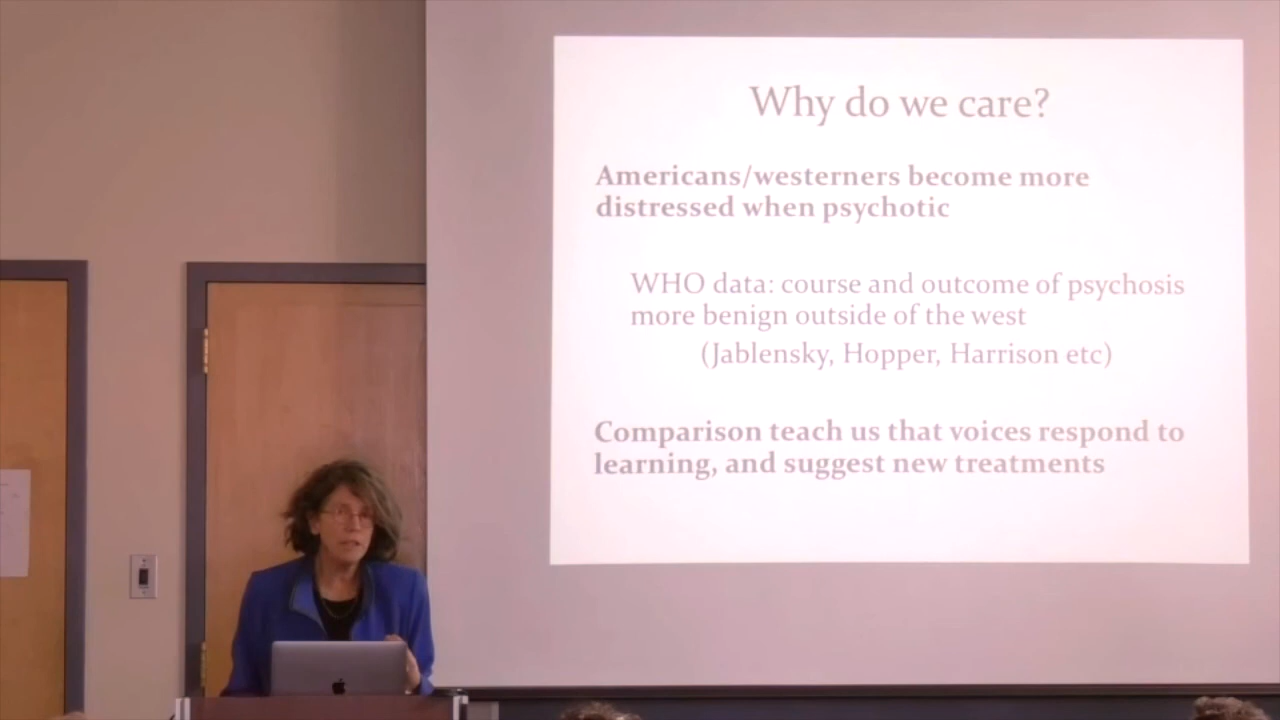 Why do we care?
Americans/westerners become more
distressed when psychotic
WHO data: course and outcome of psychosis
more benign outside of the west
(Jablensky, Hopper, Harrison etc)
Comparison teach us that voices respond to
learning, and suggest new treatments